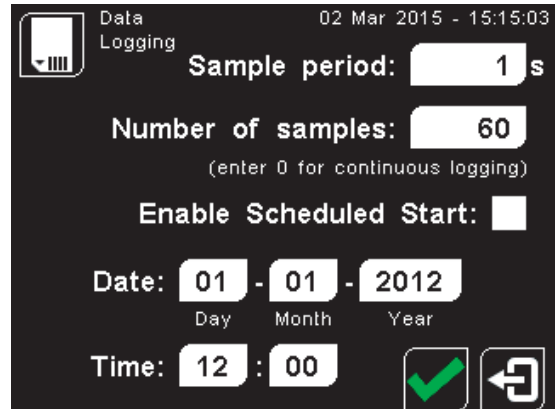 Data Logging
02 Mar 2015 - 15:15:03
Sample period: 1 s
Number of samples: 60
(enter 0 for continuous logging)
Enable Scheduled Start:
Date: 01 - 01 - 2012
Day Month Year
Time: 12 : 00